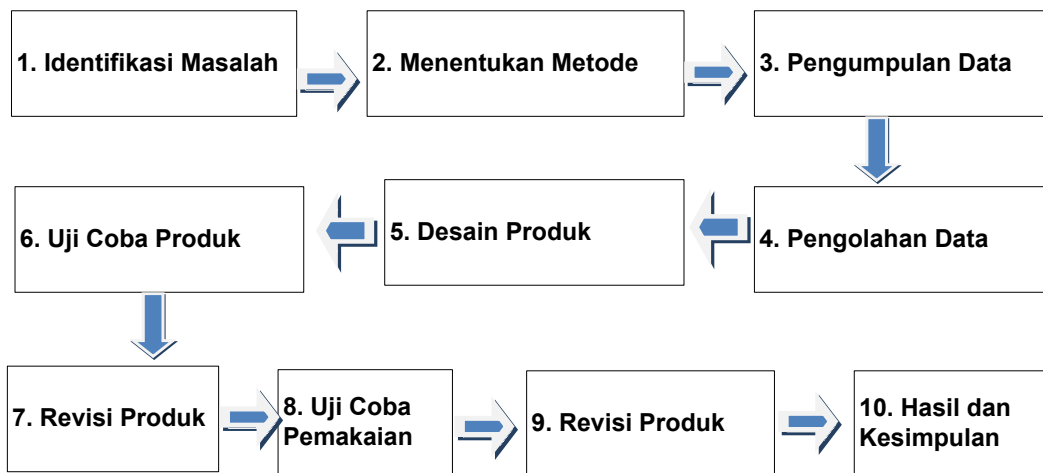 1. Identifikasi Masalah
2. Menentukan Metode
3. Pengumpulan Data
4. Pengolahan Data
5. Desain Produk
6. Uji Coba Produk
7. Revisi Produk
8. Uji Coba
Pemakaian
9. Revisi Produk
10. Hasil dan
Kesimpulan